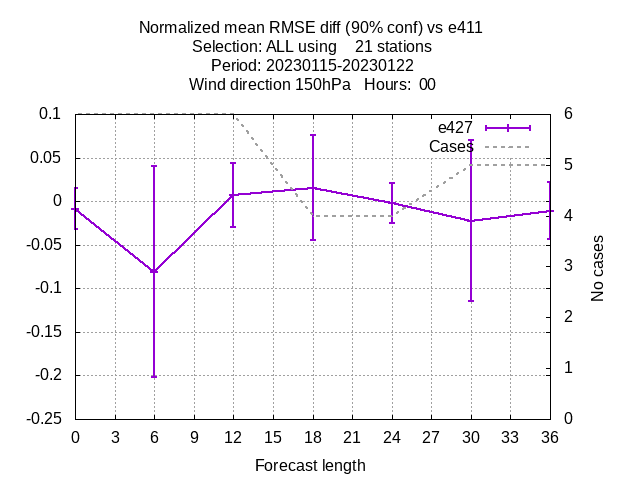 Normalized mean RMSE diff (90% conf) vs e411
Selection: ALL using    21 stations
Period: 20230115-20230122
Wind direction 150hPa   Hours:  00
e427
Cases
0.1
0.05
0
-0.05
-0.1
-0.15
-0.2
-0.25
6
5
4
3
2
1
0
No cases
0 3 6 9 12 15 18 21 24 27 30 33 36
Forecast length